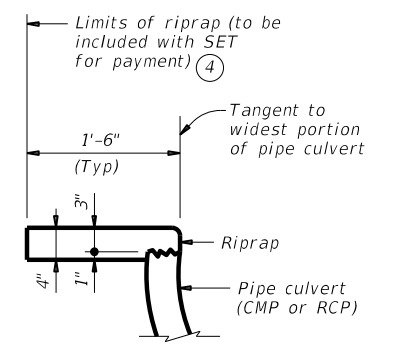 Limits of riprap (to be
included with SET
for payment) 4
Tangent to
widest portion
of pipe culvert
1'-6"
(Typ)
3"
Riprap
4"
1"
Pipe culvert
(CMP or RCP)